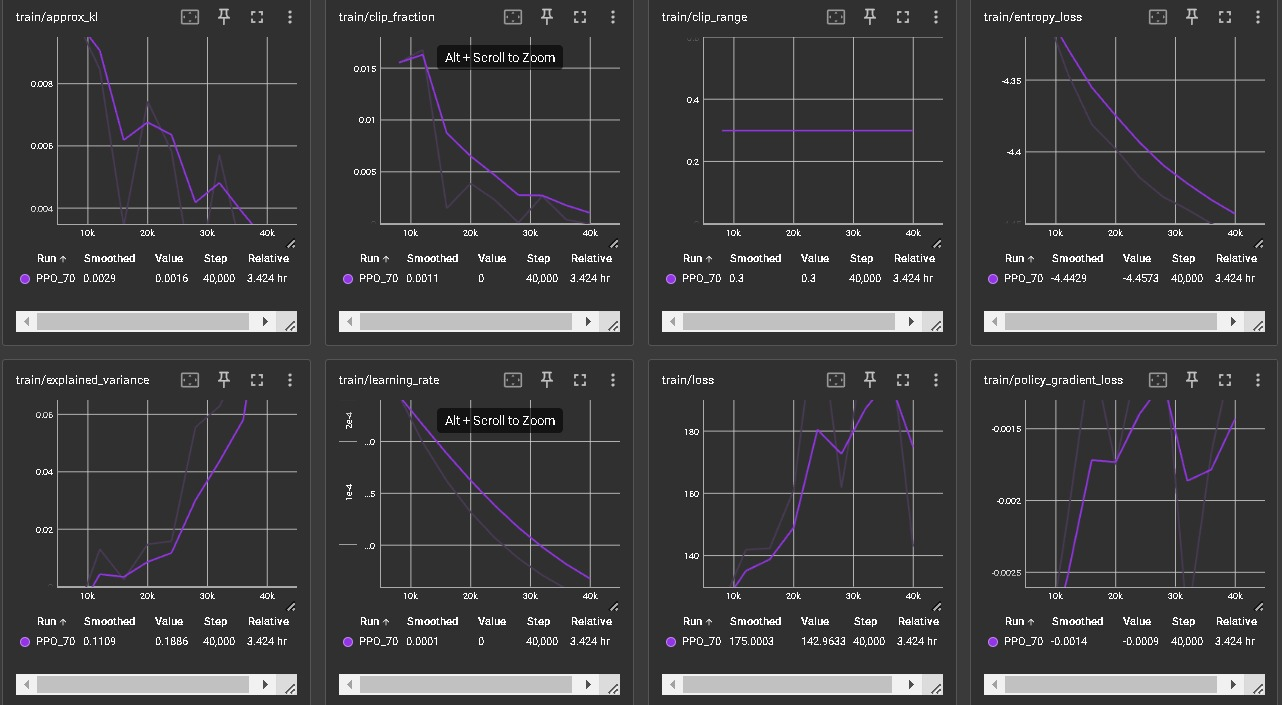 train/approx_kl
0.008
0.006
0.004
10k 20k 30k 40k
Run ↑ Smoothed Value Step Relative
PPO_70 0.0029 0.0016 40,000 3.424 hr
train/clip_fraction
Alt + Scroll to Zoom
0.015
0.01
0.005
10k 20k 30k 40k
Run ↑ Smoothed Value Step Relative
PPO_70 0.0011 0 40,000 3.424 hr
train/clip_range
0.4
0.2
10k 20k 30k 40k
Run ↑ Smoothed Value Step Relative
PPO_70 0.3 0.3 40,000 3.424 hr
train/entropy_loss
-4.35
-4.4
10k 20k 30k 40k
Run ↑ Smoothed Value Step Relative
PPO_70 -4.4429 -4.4573 40,000 3.424 hr
train/explained_variance
0.06
0.04
0.02
10k 20k 30k 40k
Run ↑ Smoothed Value Step Relative
PPO_70 0.1109 0.1886 40,000 3.424 hr
train/learning_rate
Alt + Scroll to Zoom
2e-4
...0
1e-4
...5
...0
10k 20k 30k 40k
Run ↑ Smoothed Value Step Relative
PPO_70 0.0001 0 40,000 3.424 hr
train/loss
180
160
140
10k 20k 30k 40k
Run ↑ Smoothed Value Step Relative
PPO_70 175.0003 142.9633 40,000 3.424 hr
train/policy_gradient_loss
-0.0015
-0.002
-0.0025
10k 20k 30k 40k
Run ↑ Smoothed Value Step Relative
PPO_70 -0.0014 -0.0009 40,000 3.424 hr